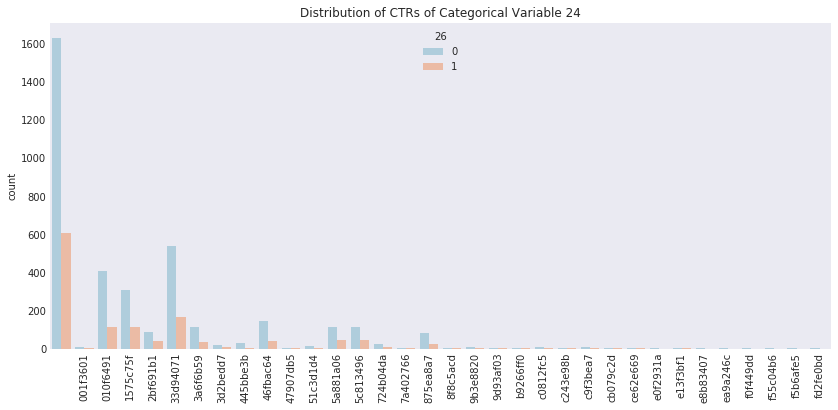 Distribution of CTRs of Categorical Variable 24
26
0
1
count
1600
1400
1200
1000
800
600
400
200
0
001f3601
010f6491
1575c75f
2bf691b1
33d94071
3a6f6b59
3d2bedd7
445bbe3b
46fbac64
47907db5
51c3d1d4
5a881a06
5c813496
724b04da
7a402766
875ea8a7
8f8c5acd
9b3e8820
9d93af03
b9266ff0
c0812fc5
c243e98b
c9f3bea7
cb079c2d
ce62e669
e0f2931a
e13f3bf1
e8b83407
ea9a246c
f0f449dd
f55c04b6
f5b6afe5
fd2fe0bd